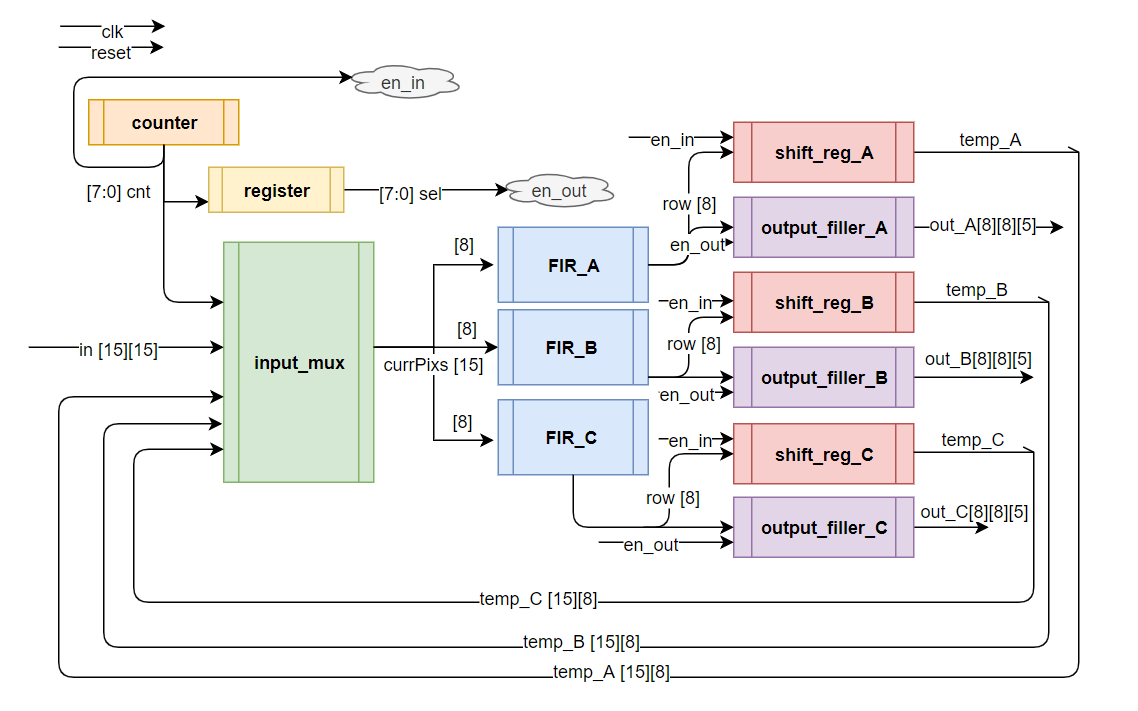 clk
reset
en_in
counter
[7:0] cnt
register
[7:0] sel
en_out
en_in
shift_reg_A
temp_A
row [8]
output_filler_A
out_A[8][8][5]
en_out
[8]
FIR_A
en_in
shift_reg_B
temp_B
in [15][15]
input_mux
[8]
currPixs [15]
FIR_B
row [8]
output_filler_B
out_B[8][8][5]
en_out
[8]
FIR_C
en_in
shift_reg_C
temp_C
row [8]
output_filler_C
out_C[8][8][5]
en_out
temp_C [15][8]
temp_B [15][8]
temp_A [15][8]